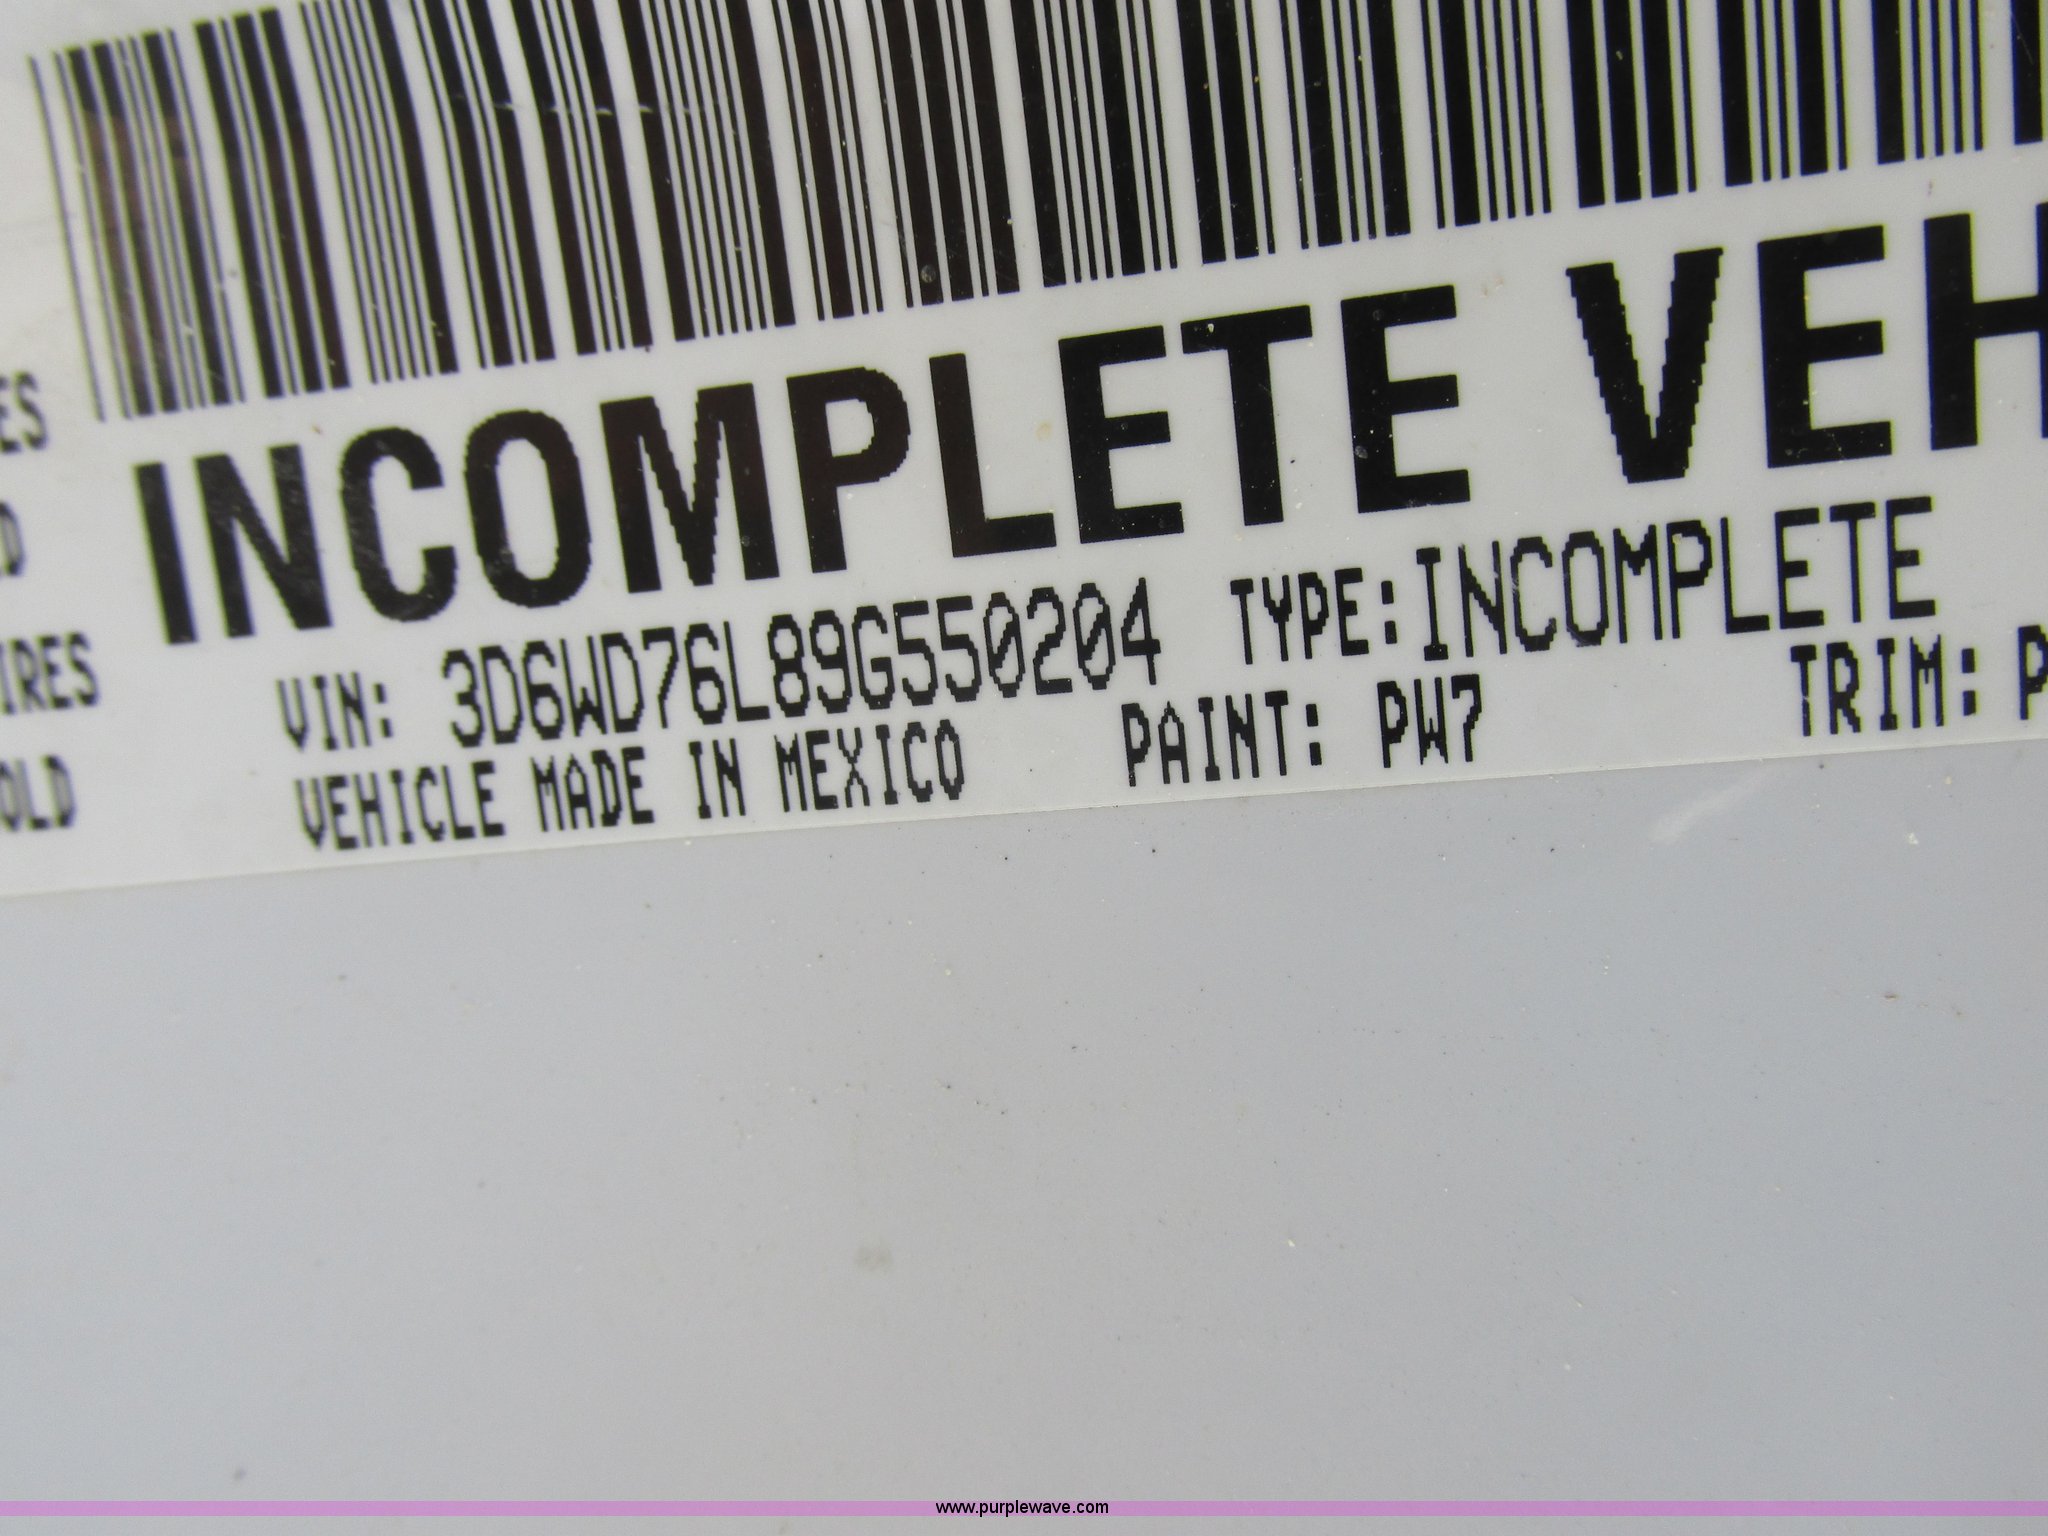 INCOMPLETE VEH
VIN: 3D6WD76L89G550204 TYPE: INCOMPLETE
VEHICLE MADE IN MEXICO PAINT: PW7 TRIM: P
ES
D
IRES
OLD
www.purplewave.com